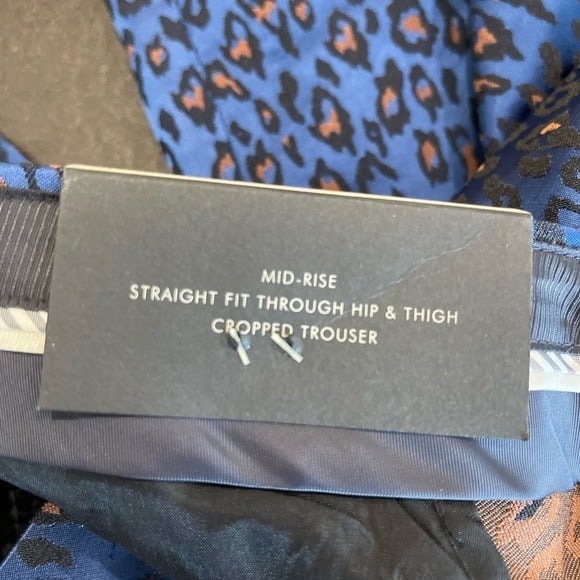 MID-RISE
STRAIGHT FIT THROUGH HIP & THIGH
CROPPED TROUSER